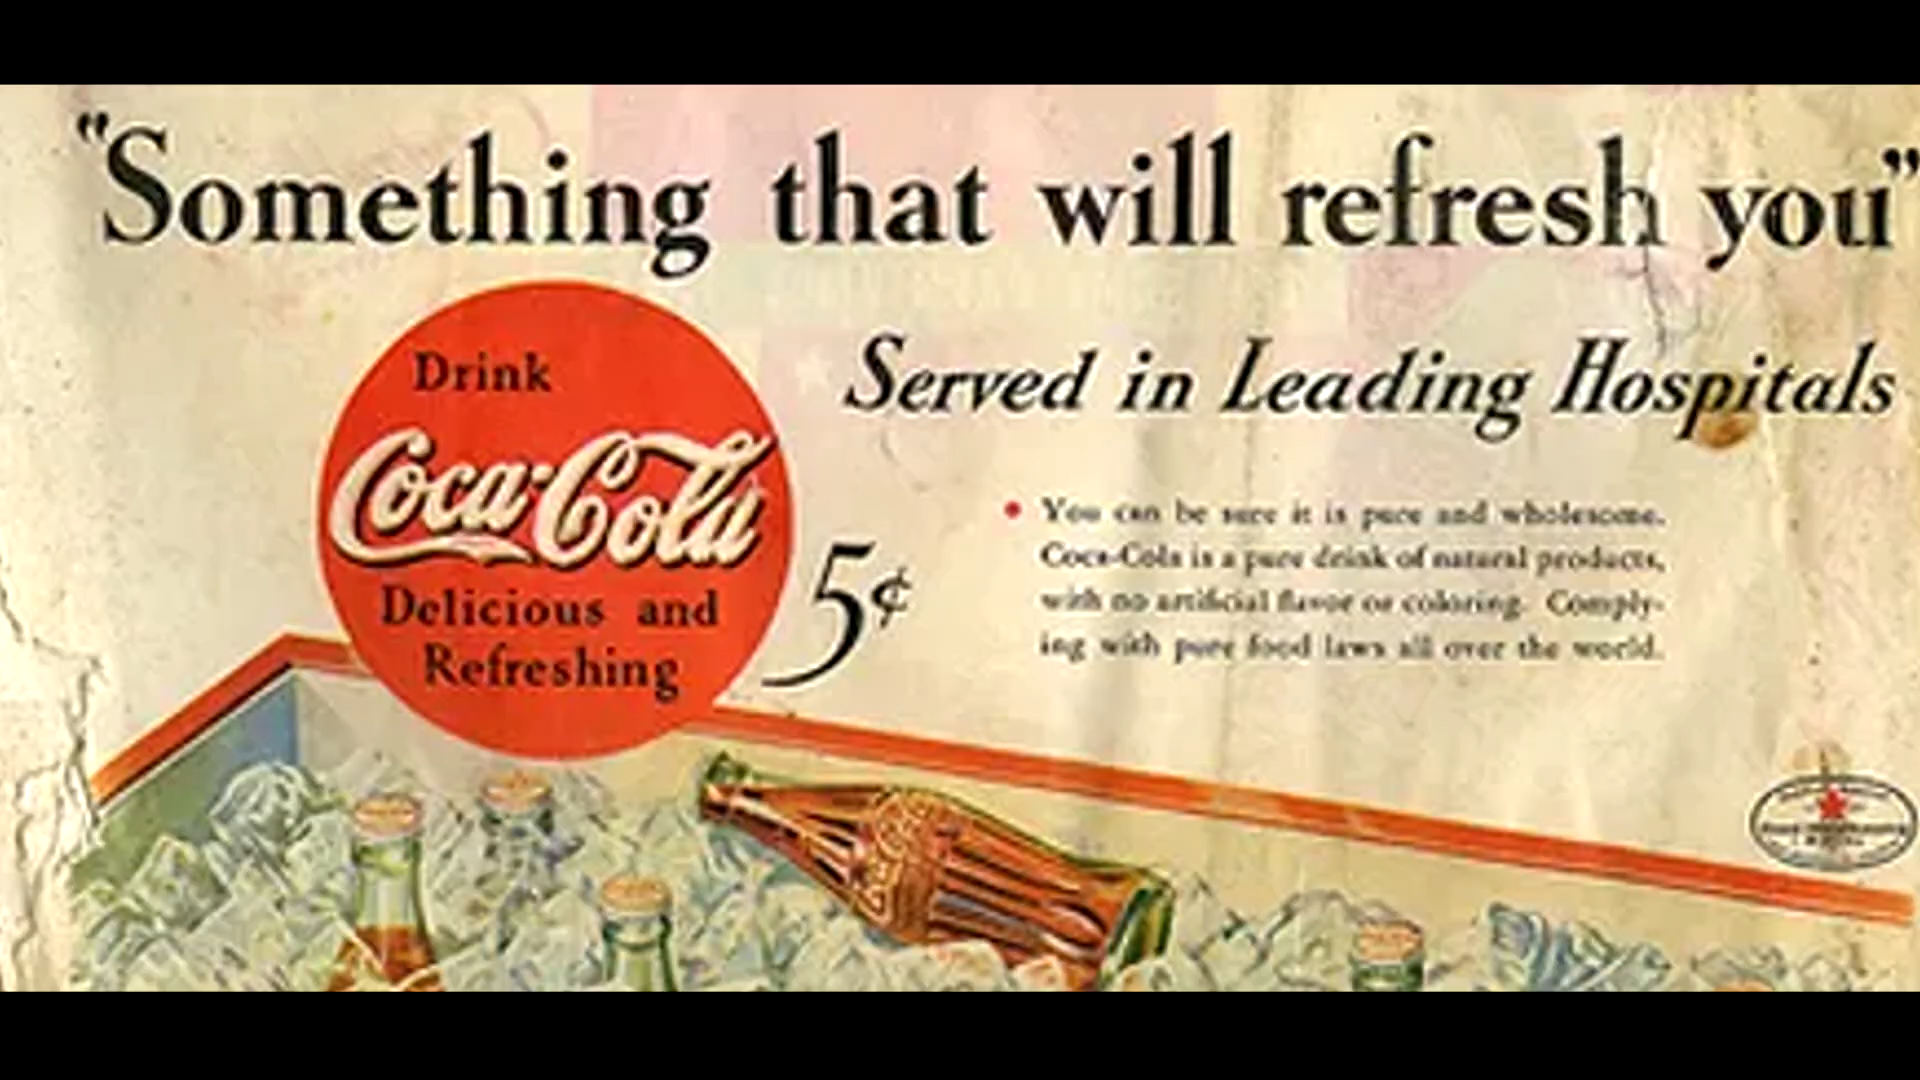 "Something that will refresh you"
Drink
Coca-Cola
Delicious and
Refreshing
5¢
Served in Leading Hospitals
• You can be sure it is pure and wholesome.
Coca-Cola is a pure drink of natural products,
with no artificial flavor or coloring. Comply-
ing with pure food laws all over the world.